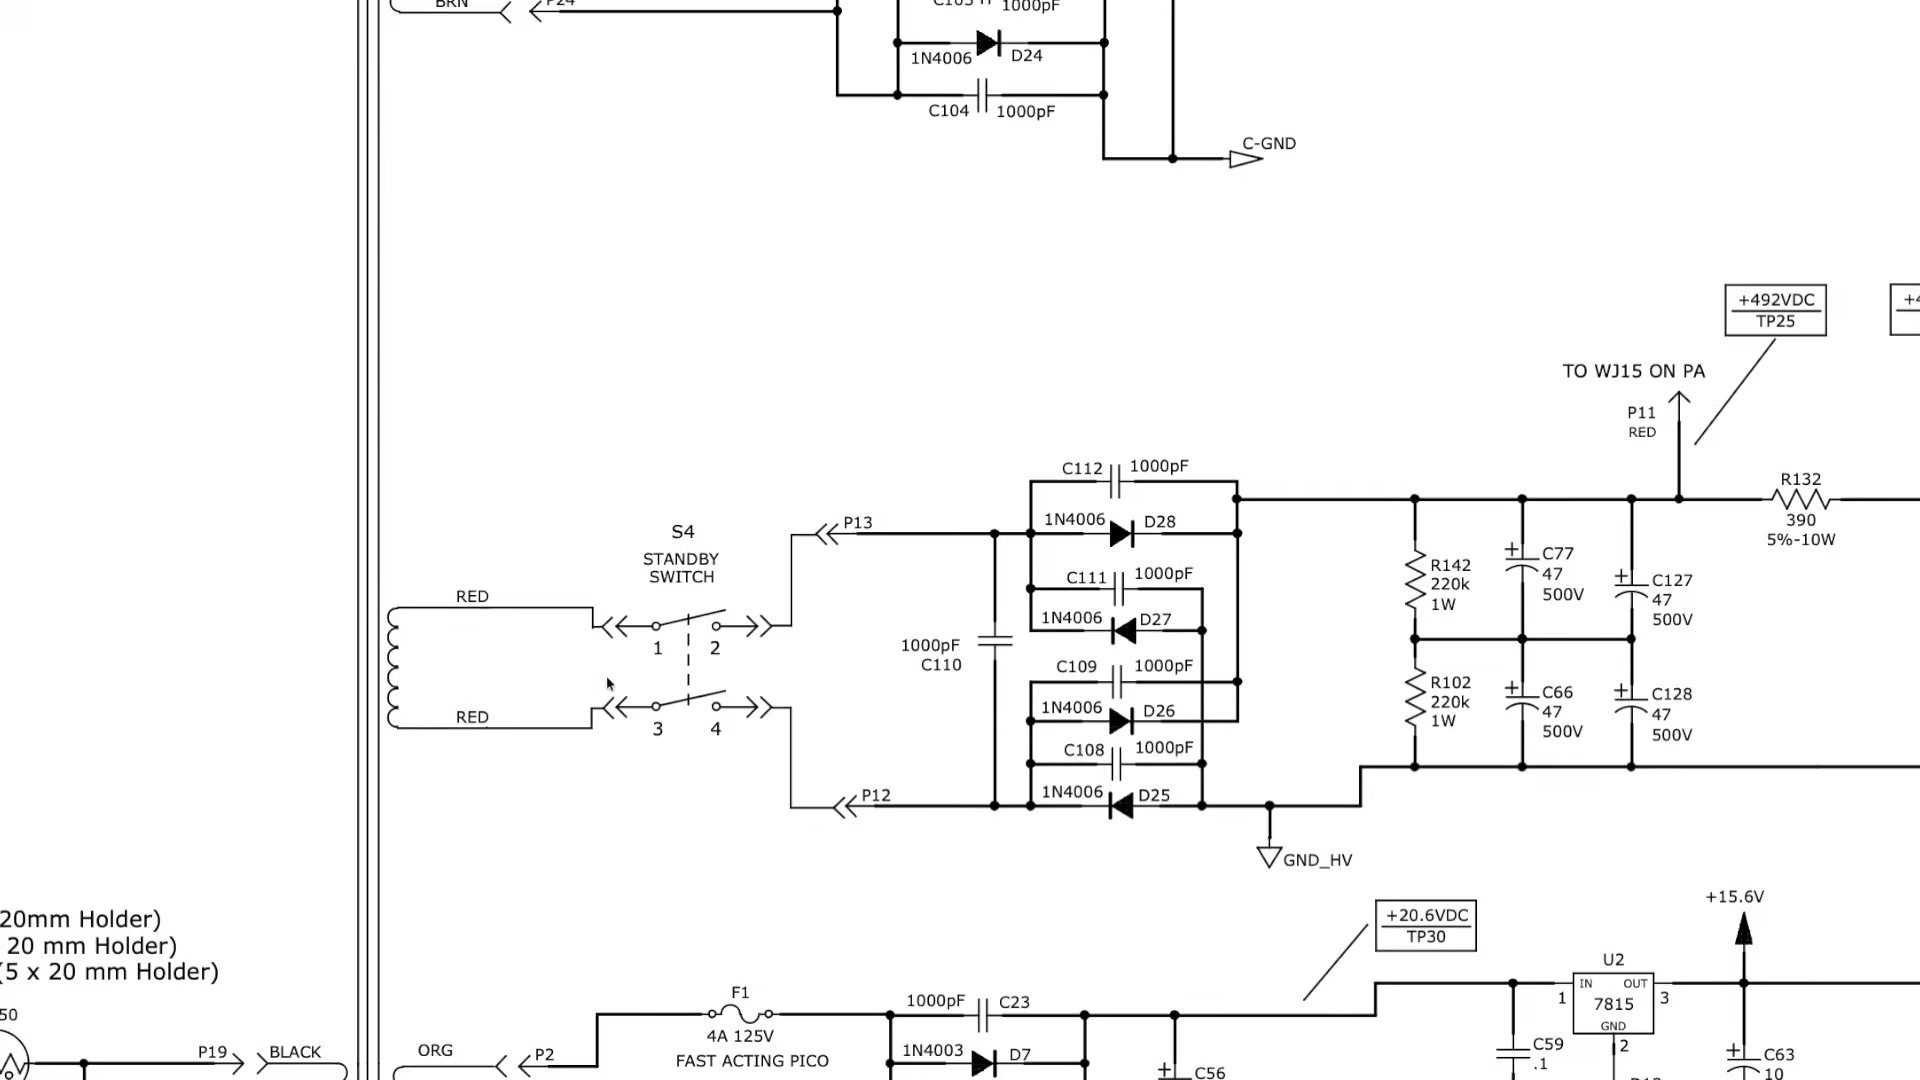 BRN
P24
1000pF
1N4006
D24
C104
1000pF
C-GND
+492VDC
TP25
TO WJ15 ON PA
P11
RED
C112
1000pF
R132
390
5%-10W
S4
STANDBY
SWITCH
P13
1N4006
D28
C111
1000pF
R142
220k
1W
C77
47
500V
C127
47
500V
RED
1
2
1N4006
D27
1000pF
C110
C109
1000pF
R102
220k
1W
C66
47
500V
C128
47
500V
RED
3
4
1N4006
D26
C108
1000pF
P12
1N4006
D25
GND_HV
20mm Holder)
20 mm Holder)
(5 x 20 mm Holder)
+20.6VDC
TP30
+15.6V
U2
IN
OUT
1
7815
3
GND
2
F1
4A 125V
FAST ACTING PICO
1000pF
C23
50
P19
BLACK
ORG
P2
1N4003
D7
C56
C59
.1
C63
10